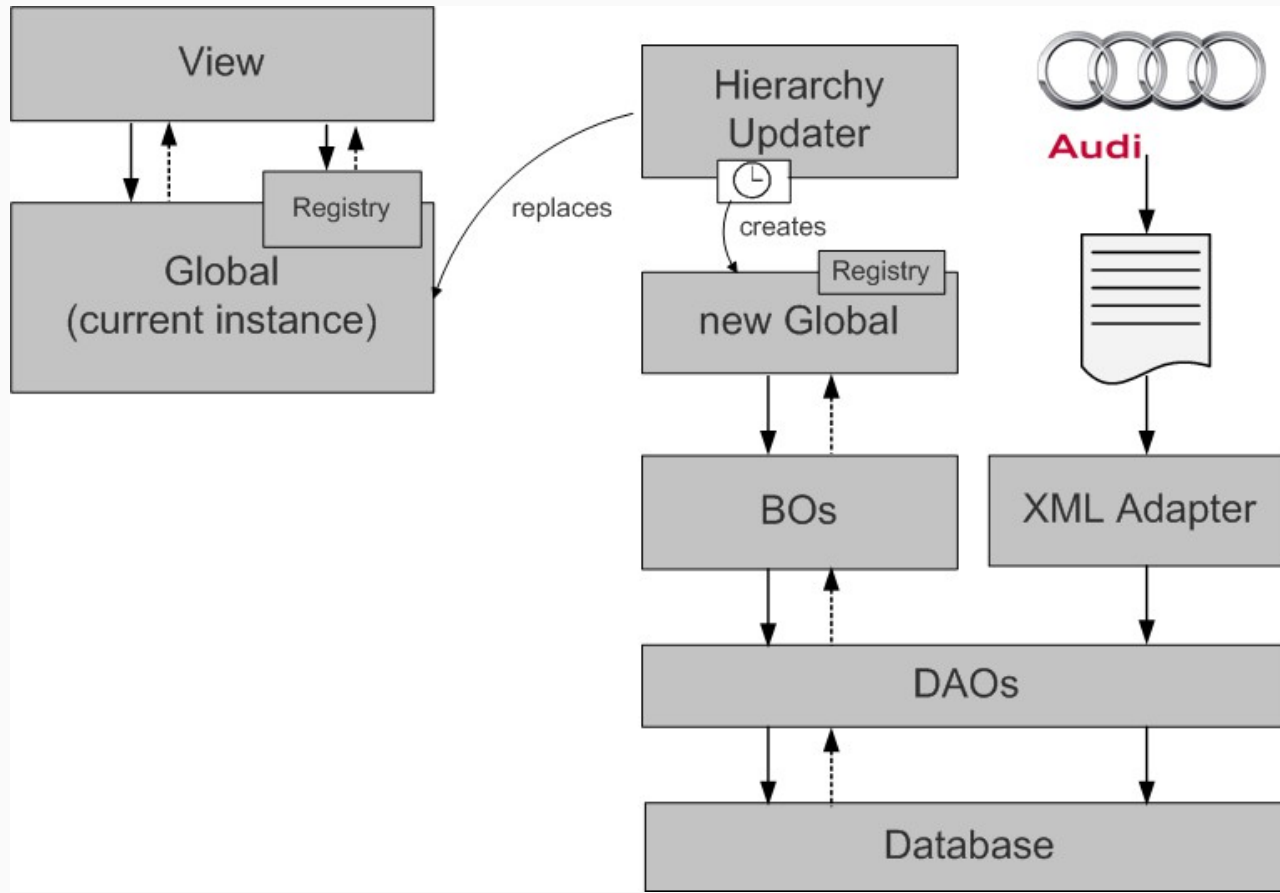 View
Registry
Global
(current instance)
replaces
Hierarchy
Updater
creates
Registry
new Global
BOs
Audi
XML Adapter
DAOs
Database